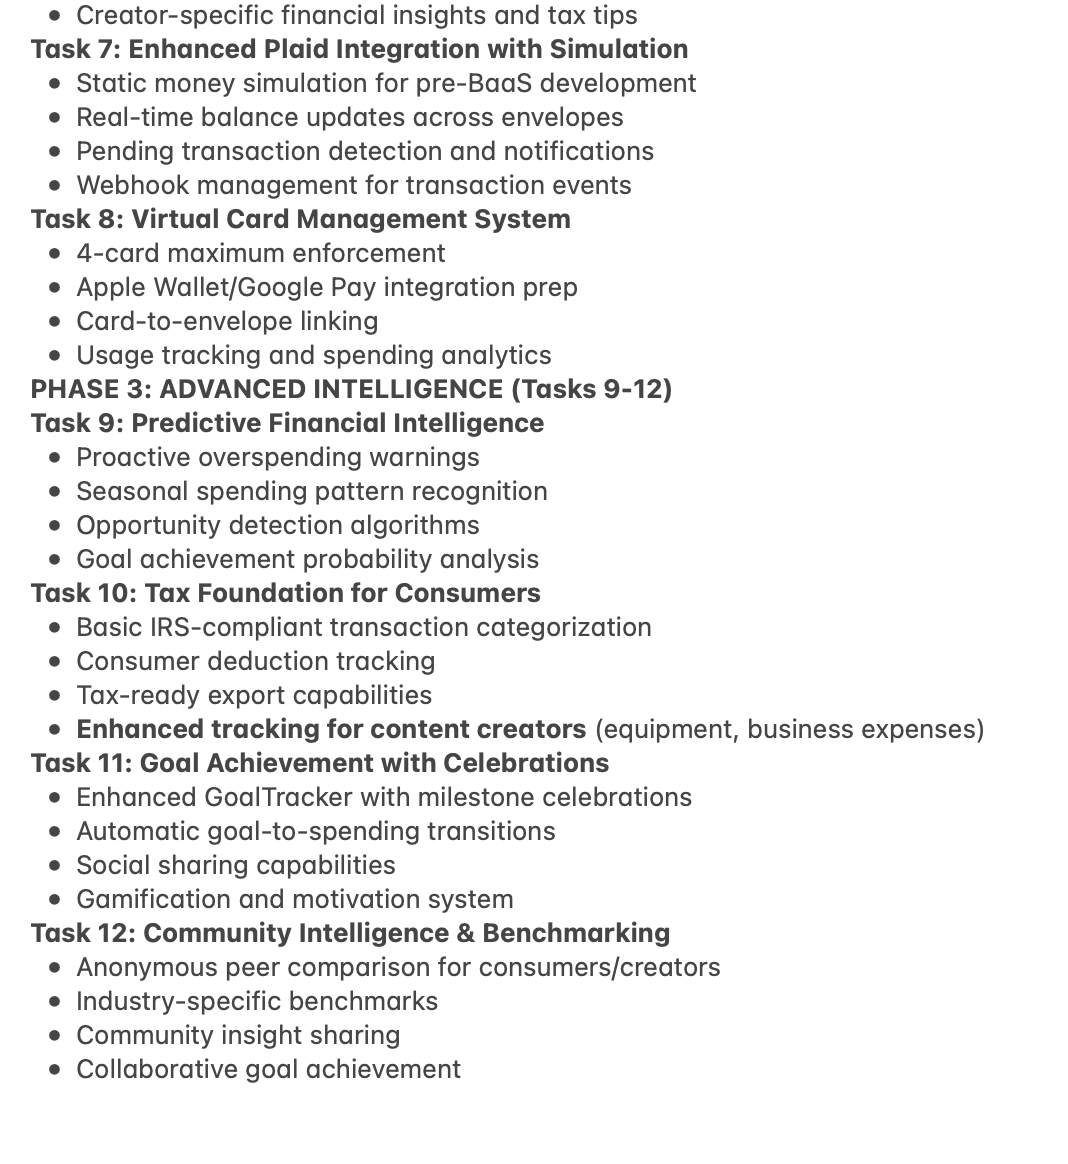 • Creator-specific financial insights and tax tips
Task 7: Enhanced Plaid Integration with Simulation
• Static money simulation for pre-BaaS development
• Real-time balance updates across envelopes
• Pending transaction detection and notifications
• Webhook management for transaction events
Task 8: Virtual Card Management System
• 4-card maximum enforcement
• Apple Wallet/Google Pay integration prep
• Card-to-envelope linking
• Usage tracking and spending analytics
PHASE 3: ADVANCED INTELLIGENCE (Tasks 9-12)
Task 9: Predictive Financial Intelligence
• Proactive overspending warnings
• Seasonal spending pattern recognition
• Opportunity detection algorithms
• Goal achievement probability analysis
Task 10: Tax Foundation for Consumers
• Basic IRS-compliant transaction categorization
• Consumer deduction tracking
• Tax-ready export capabilities
• Enhanced tracking for content creators (equipment, business expenses)
Task 11: Goal Achievement with Celebrations
• Enhanced GoalTracker with milestone celebrations
• Automatic goal-to-spending transitions
• Social sharing capabilities
• Gamification and motivation system
Task 12: Community Intelligence & Benchmarking
• Anonymous peer comparison for consumers/creators
• Industry-specific benchmarks
• Community insight sharing
• Collaborative goal achievement